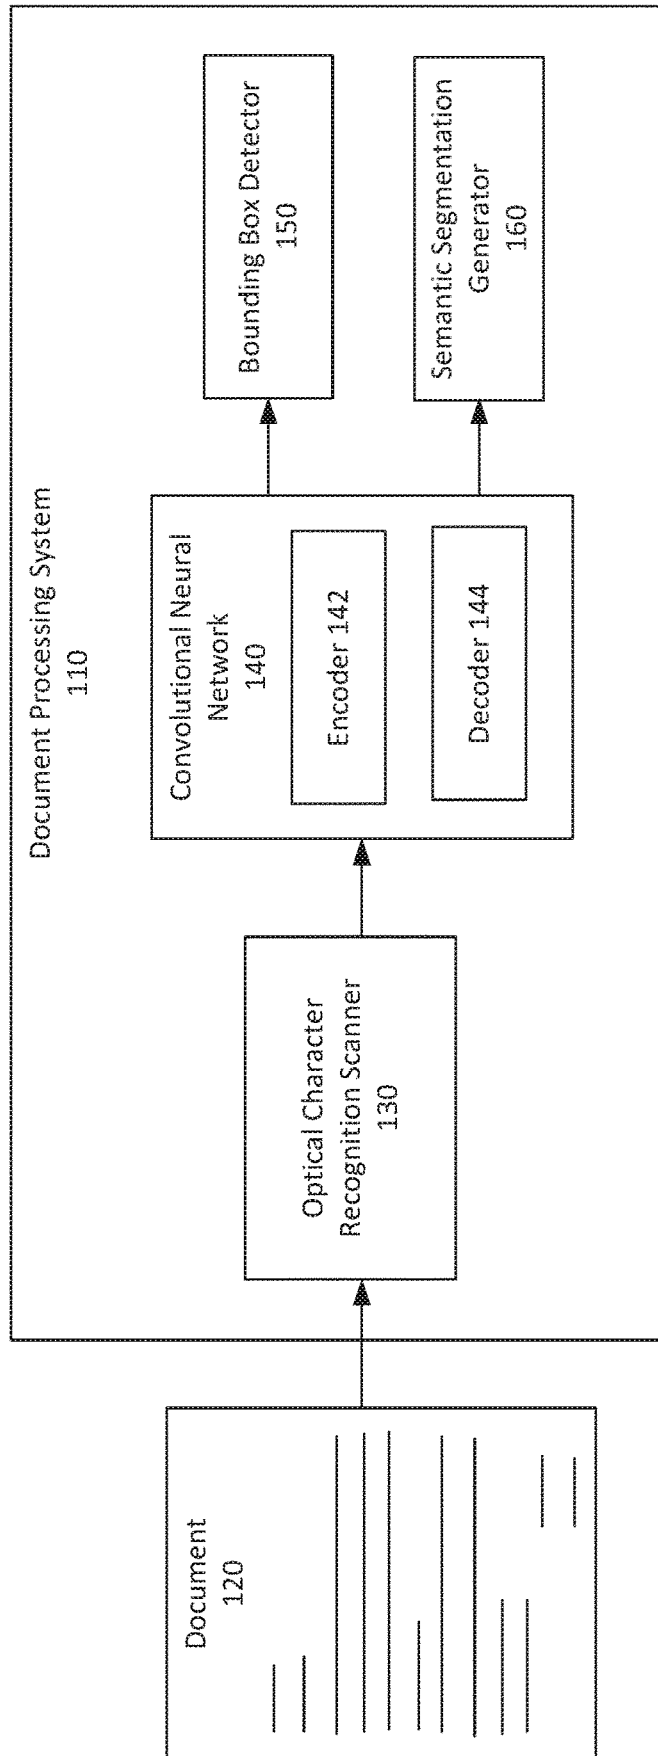 Document Processing System
110
Document
120
Optical Character
Recognition Scanner
130
Convolutional Neural
Network
140
Encoder 142
Decoder 144
Bounding Box Detector
150
Semantic Segmentation
Generator
160